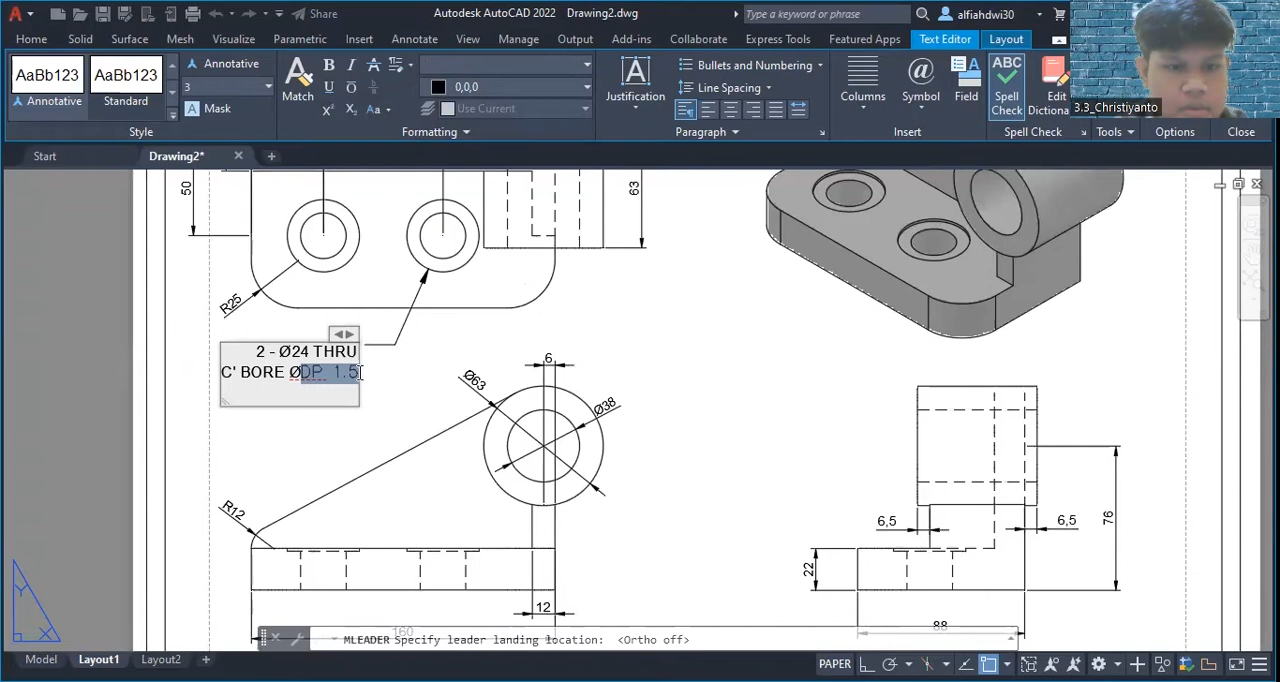 Share
Autodesk AutoCAD 2022 Drawing2.dwg
Type a keyword or phrase
alfiahdwi30
Home Solid Surface Mesh Visualize Parametric Insert Annotate View Manage Output Add-ins Collaborate Express Tools Featured Apps Text Editor Layout
AaBb123 AaBb123
Annotative Standard
Annotative
3
Mask
Style
Match
B I A
U O
X² X₂ Aa
0,0,0
Use Current
Formatting
Justification
Bullets and Numbering
Line Spacing
Paragraph
Columns
Symbol
Field
Insert
ABC
Spell
Check
Edit
Dictiona
Spell Check
Tools
Options
Close
3.3_Christiyanto
Start Drawing2*
50
63
R25
2 - Ø24 THRU
C' BORE ØDP 1.5
6
Ø63
Ø38
R12
12
160
6,5
6,5
76
22
88
Y
X
MLEADER Specify leader landing location: <Ortho off>
Model Layout1 Layout2
PAPER